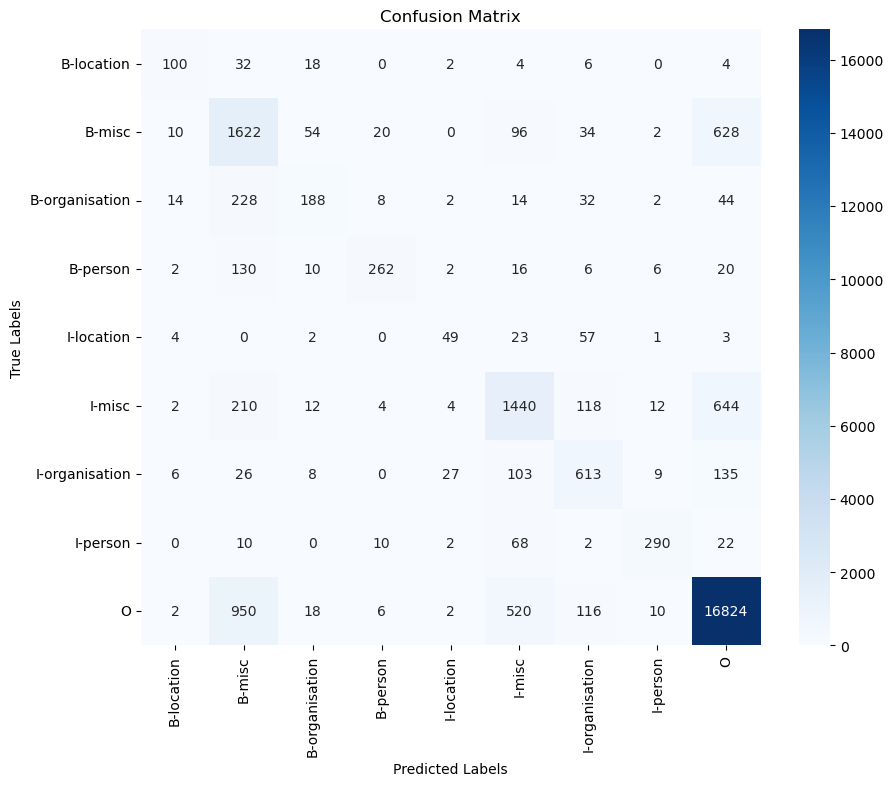 Confusion Matrix
B-location 100 32 18 0 2 4 6 0 4
B-misc 10 1622 54 20 0 96 34 2 628
B-organisation 14 228 188 8 2 14 32 2 44
B-person 2 130 10 262 2 16 6 6 20
I-location 4 0 2 0 49 23 57 1 3
I-misc 2 210 12 4 4 1440 118 12 644
I-organisation 6 26 8 0 27 103 613 9 135
I-person 0 10 0 10 2 68 2 290 22
O 2 950 18 6 2 520 116 10 16824
B-location B-misc B-organisation B-person I-location I-misc I-organisation I-person O
Predicted Labels
True Labels
16000
14000
12000
10000
8000
6000
4000
2000
0